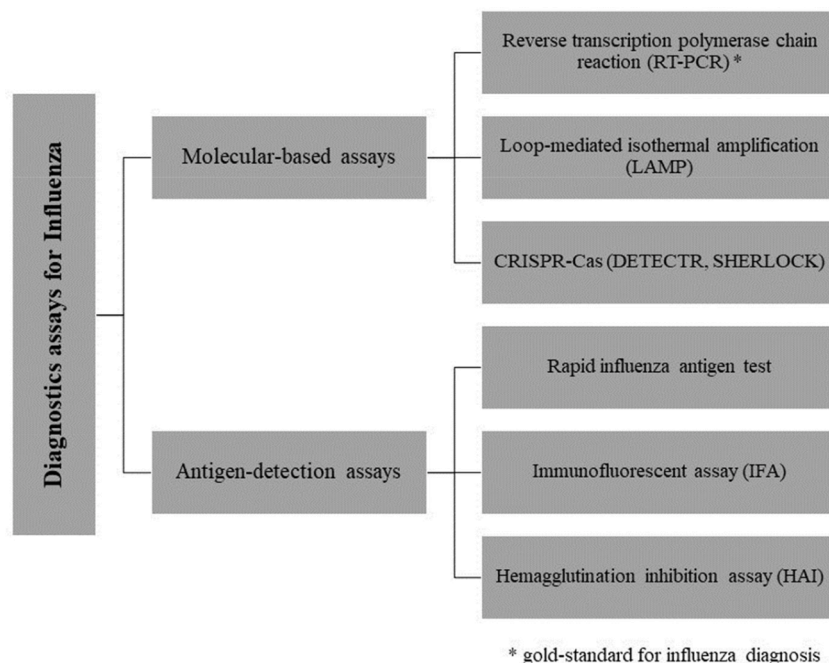 Diagnostics assays for Influenza
Molecular-based assays
Reverse transcription polymerase chain
reaction (RT-PCR) *
Loop-mediated isothermal amplification
(LAMP)
CRISPR-Cas (DETECTR, SHERLOCK)
Antigen-detection assays
Rapid influenza antigen test
Immunofluorescent assay (IFA)
Hemagglutination inhibition assay (HAI)
* gold-standard for influenza diagnosis